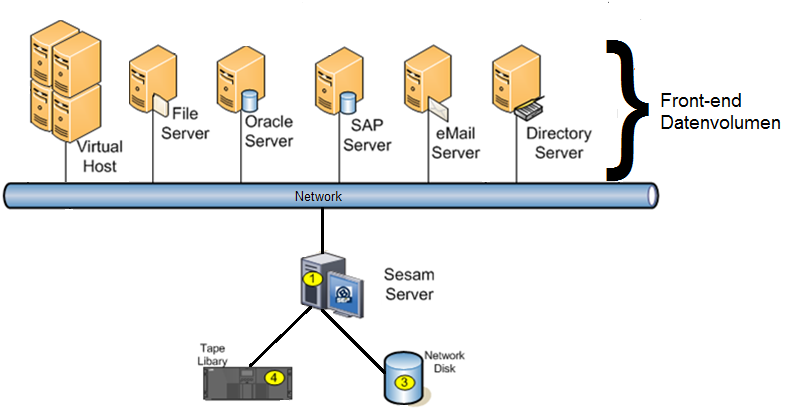 Virtual
Host
File
Server
Oracle
Server
SAP
Server
eMail
Server
Directory
Server
Front-end
Datenvolumen
Network
1
SEP
Sesam
Server
Tape
Libary
4
Network
Disk
3